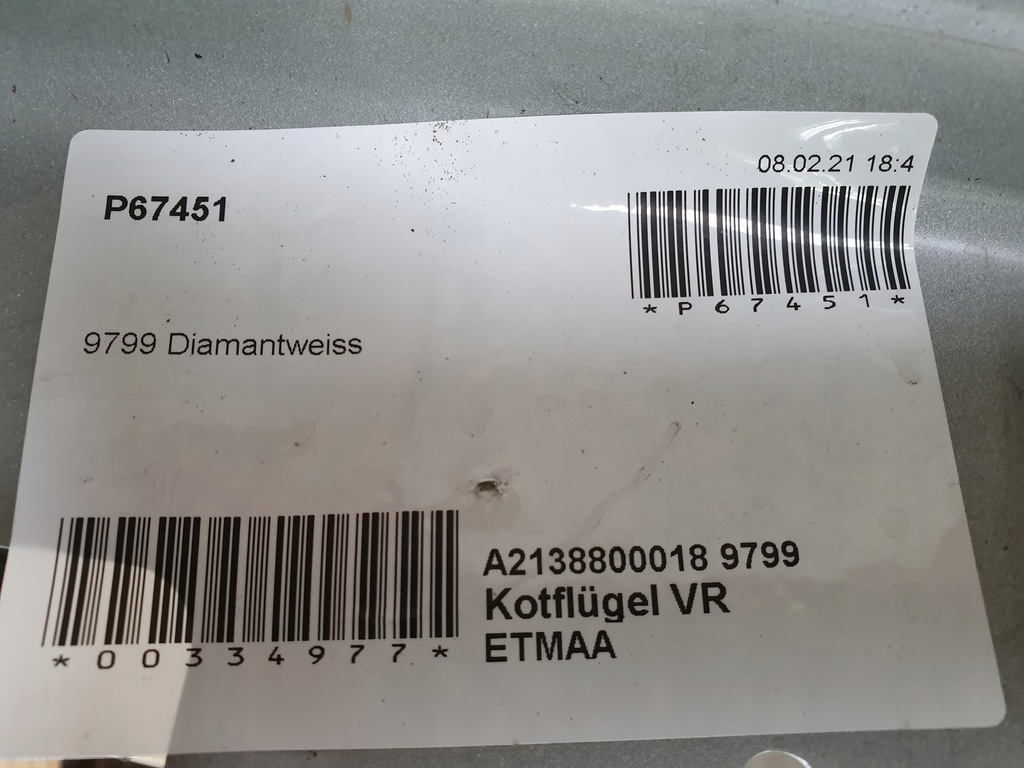 08.02.21 18:4
P67451
*P67451*
9799 Diamantweiss
*00334977*
A2138800018 9799
Kotflügel VR
ETMAA